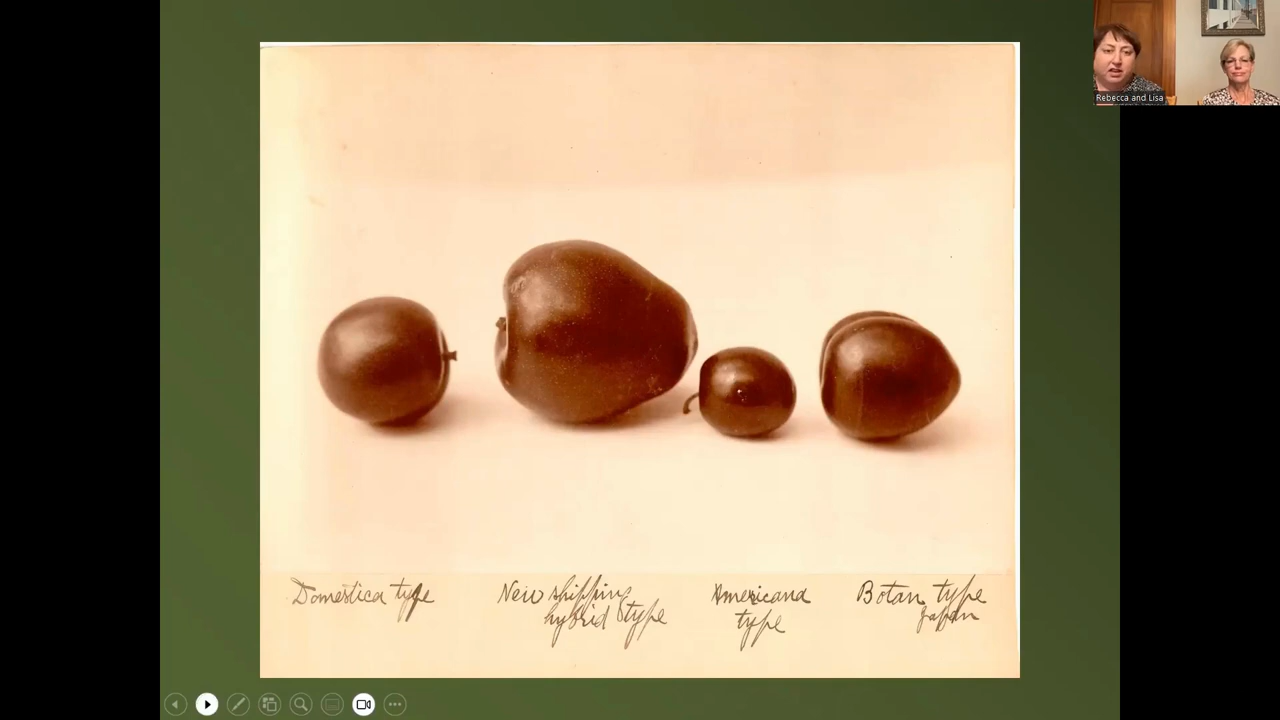 Rebecca and Lisa
Domestica type
New shipping
hybrid type
Americana
type
Botan type
Japan